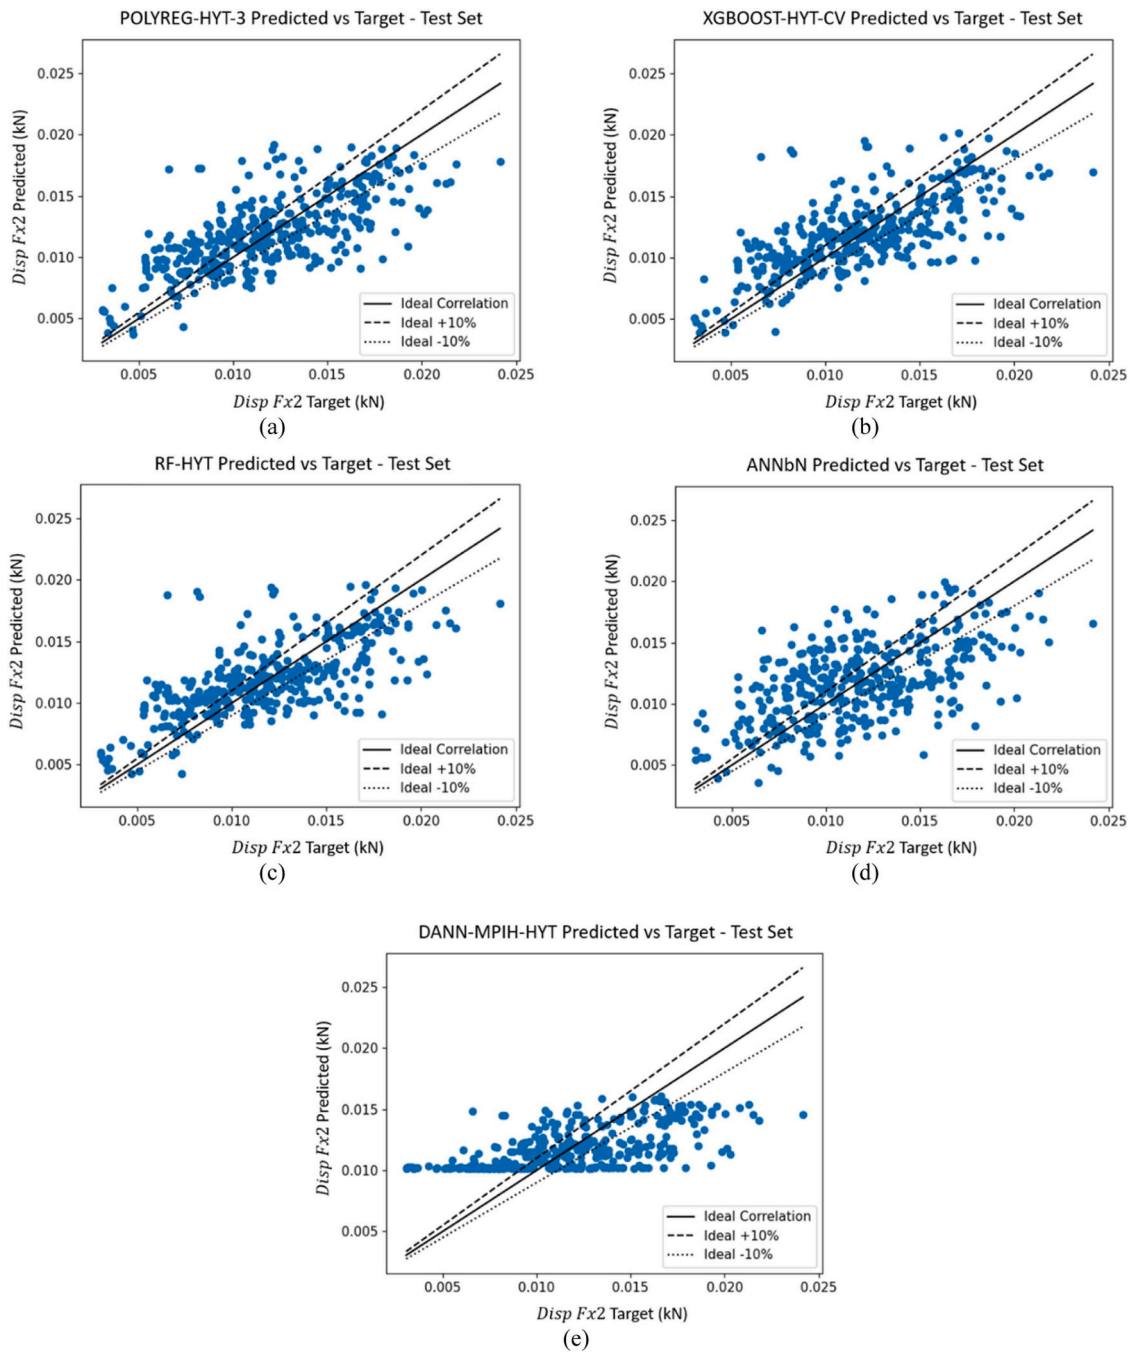 POLYREG-HYT-3 Predicted vs Target - Test Set
Disp Fx2 Predicted (kN)
0.025
0.020
0.015
0.010
0.005
Ideal Correlation
Ideal +10%
Ideal -10%
0.005 0.010 0.015 0.020 0.025
Disp Fx2 Target (kN)
(a)
XGBOOST-HYT-CV Predicted vs Target - Test Set
Disp Fx2 Predicted (kN)
0.025
0.020
0.015
0.010
0.005
Ideal Correlation
Ideal +10%
Ideal -10%
0.005 0.010 0.015 0.020 0.025
Disp Fx2 Target (kN)
(b)
RF-HYT Predicted vs Target - Test Set
Disp Fx2 Predicted (kN)
0.025
0.020
0.015
0.010
0.005
Ideal Correlation
Ideal +10%
Ideal -10%
0.005 0.010 0.015 0.020 0.025
Disp Fx2 Target (kN)
(c)
ANNbN Predicted vs Target - Test Set
Disp Fx2 Predicted (kN)
0.025
0.020
0.015
0.010
0.005
Ideal Correlation
Ideal +10%
Ideal -10%
0.005 0.010 0.015 0.020 0.025
Disp Fx2 Target (kN)
(d)
DANN-MPIH-HYT Predicted vs Target - Test Set
Disp Fx2 Predicted (kN)
0.025
0.020
0.015
0.010
0.005
Ideal Correlation
Ideal +10%
Ideal -10%
0.005 0.010 0.015 0.020 0.025
Disp Fx2 Target (kN)
(e)